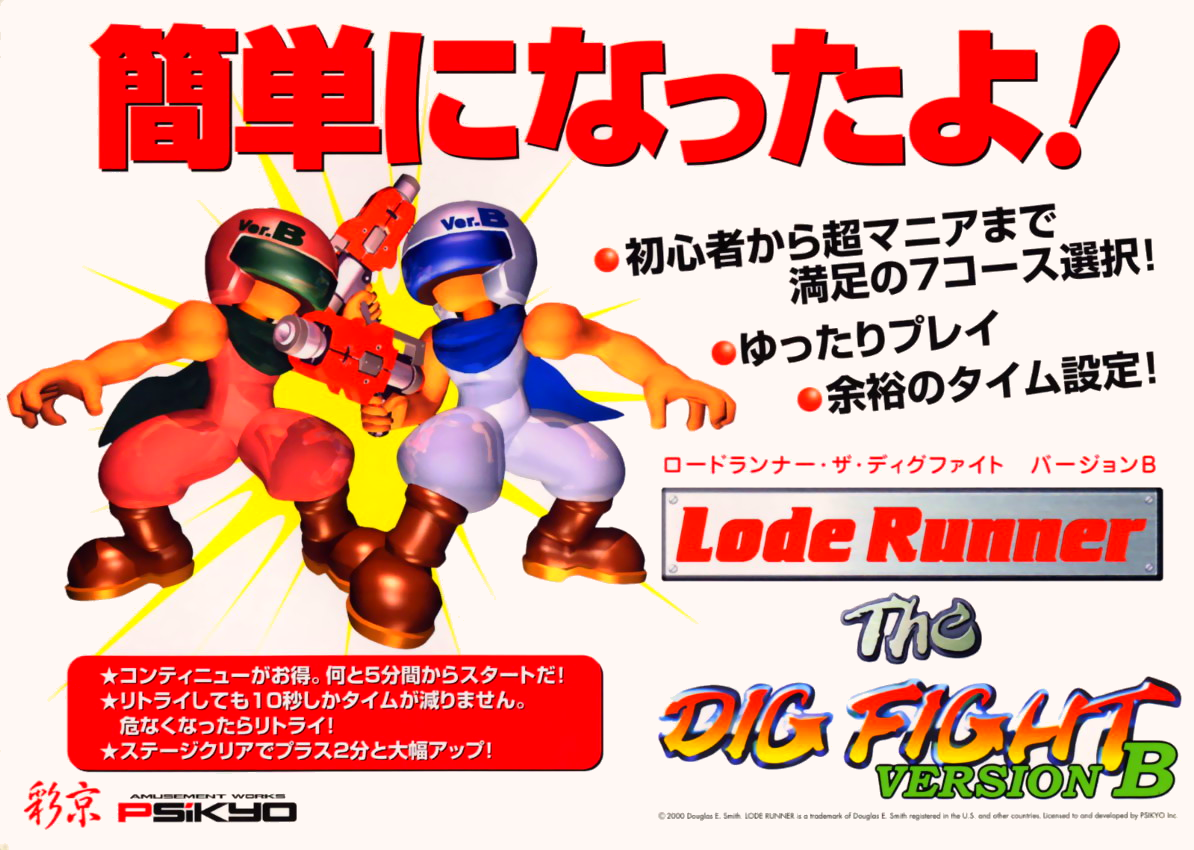 簡単になったよ!
Ver.B
Ver.B
●初心者から超マニアまで
満足の7コース選択!
●ゆったりプレイ
●余裕のタイム設定!
ロードランナー・ザ・ディグファイト バージョンB
Lode Runner
The
DIG FIGHT
VERSION B
★コンティニューがお得。何と5分間からスタートだ!
★リトライしても10秒しかタイムが減りません。
危なくなったらリトライ!
★ステージクリアでプラス2分と大幅アップ!
彩京
AMUSEMENT WORKS
PSiKYO
©2000 Douglas E. Smith. LODE RUNNER is a trademark of Douglas E. Smith registered in the U.S. and other countries. Licensed to and developed by PSIKYO Inc.